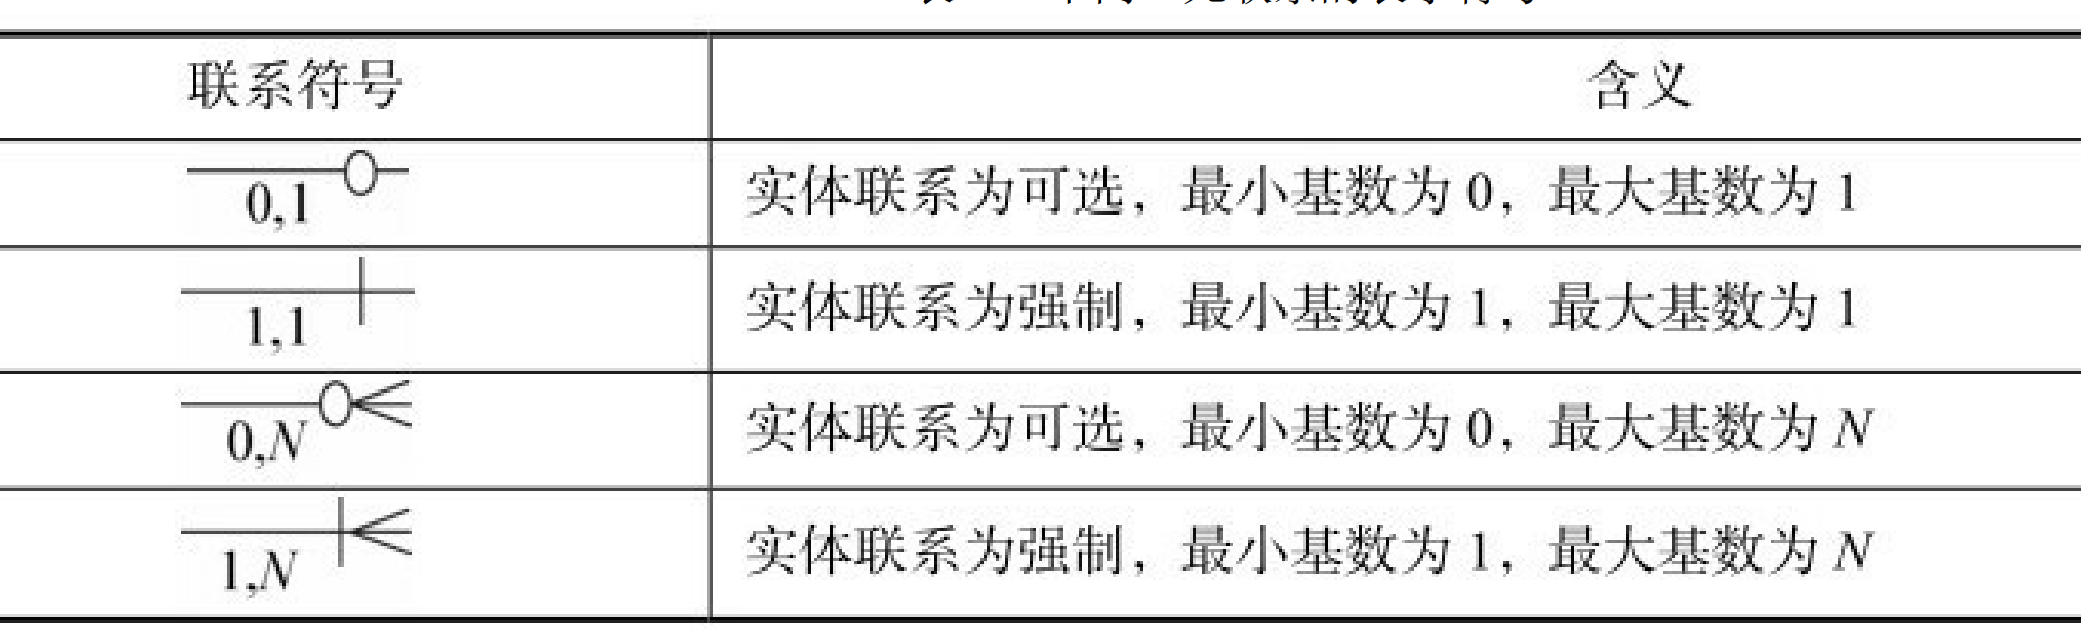 联系符号
含义
0,1
实体联系为可选，最小基数为 0，最大基数为 1
1,1
实体联系为强制，最小基数为 1，最大基数为 1
0,N
实体联系为可选，最小基数为 0，最大基数为 N
1,N
实体联系为强制，最小基数为 1，最大基数为 N